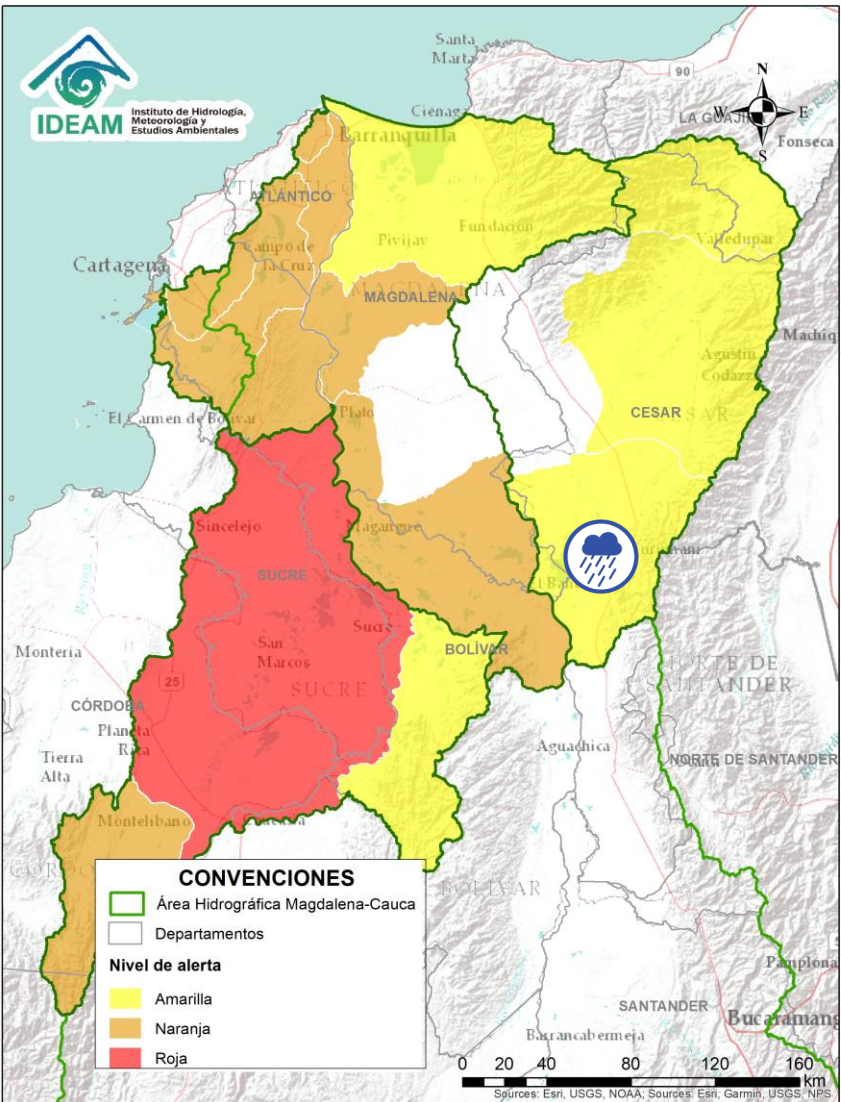 IDEAM
Instituto de Hidrología,
Meteorología y
Estudios Ambientales
Santa
Marta
90
N
W
E
S
LA GUAJI
Fonseca
Ciénaga
Barranquilla
ATLÁNTICO
Fundación
Pivijay
Valledupar
Campo de
la Cruz
Cartagena
MAGDALENA
Agustín
Codazzi
CESAR
El Carmen de Bolívar
Plato
Sincelejo
Magangué
SUCRE
El Ban
Sucre
San
Marcos
SUCRE
BOLÍVAR
Montería
25
CÓRDOBA
Planeta
Rica
Tierra
Alta
NORTE DE
SANTANDER
Aguachica
NORTE DE SANTANDER
Montelíbano
CONVENCIONES
Área Hidrográfica Magdalena-Cauca
Departamentos
Nivel de alerta
Amarilla
Naranja
Roja
BOLÍVAR
Pamplona
SANTANDER
Bucaramang
Barrancabermeja
0 20 40 80 120 160
km
Sources: Esri, USGS, NOAA; Sources: Esri, Garmin, USGS, NPS